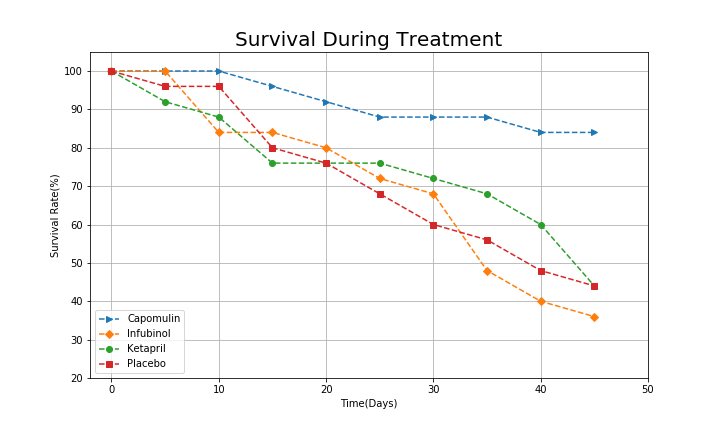 Survival During Treatment
100
90
80
70
60
50
40
30
20
Survival Rate(%)
Capomulin
Infubinol
Ketapril
Placebo
0 10 20 30 40 50
Time(Days)